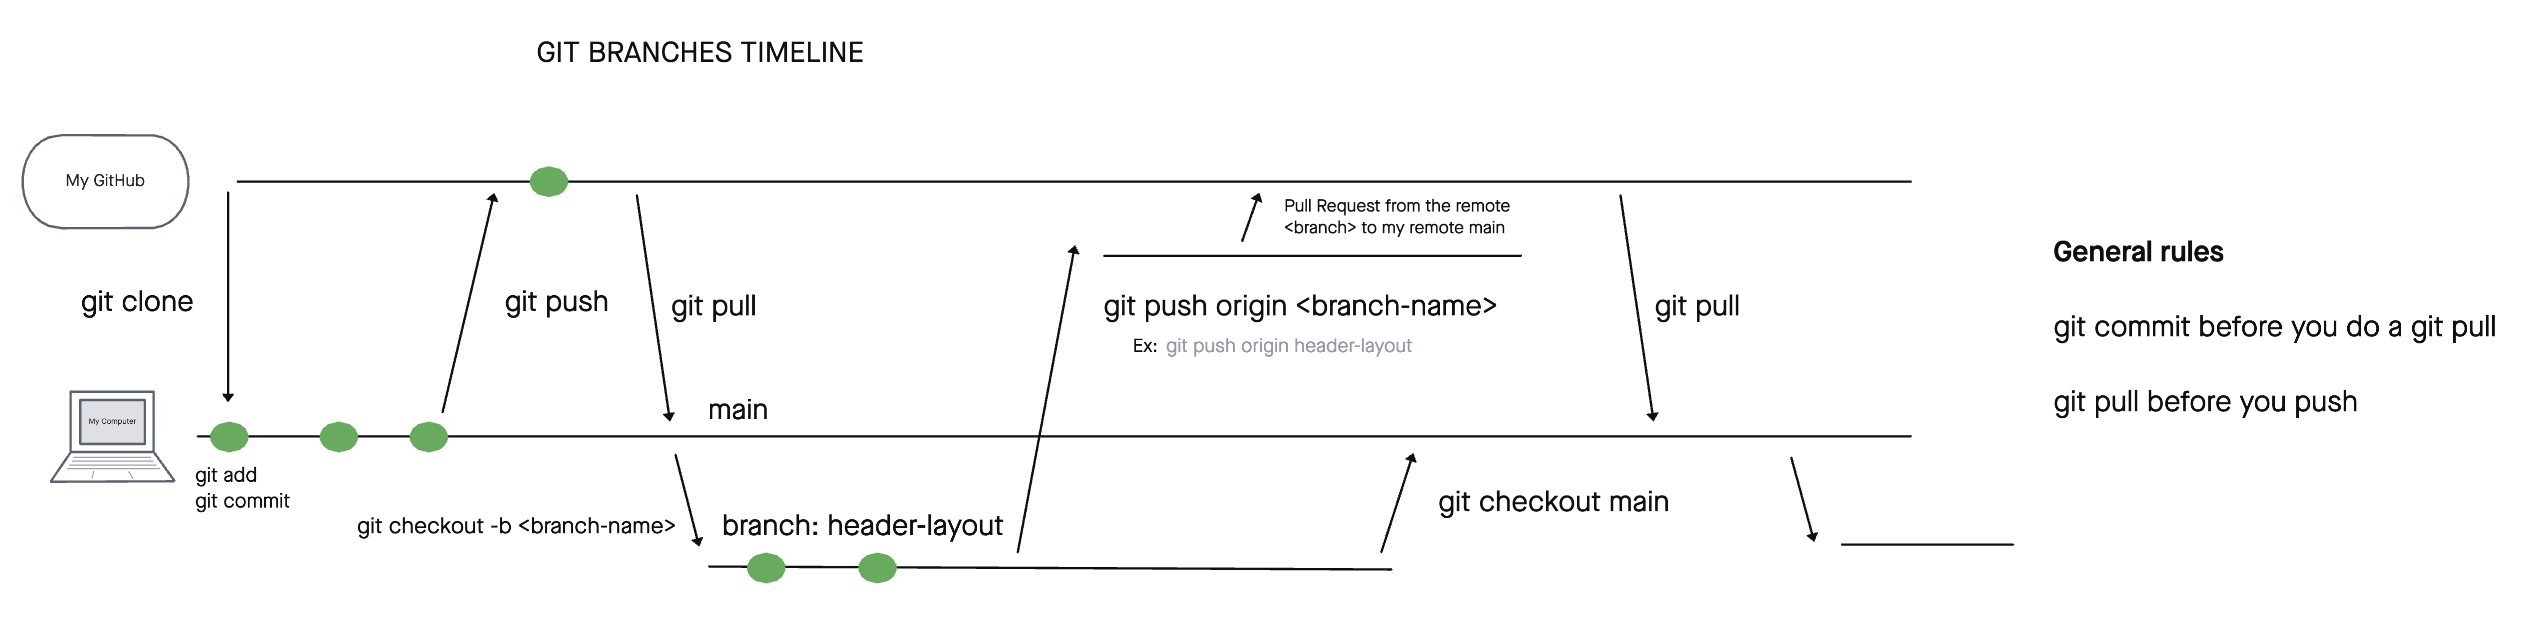 GIT BRANCHES TIMELINE
My GitHub
Pull Request from the remote
<branch> to my remote main
git clone
git push
git pull
git push origin <branch-name>
Ex: git push origin header-layout
git pull
General rules
git commit before you do a git pull
git pull before you push
main
My Computer
git add
git commit
git checkout -b <branch-name>
branch: header-layout
git checkout main